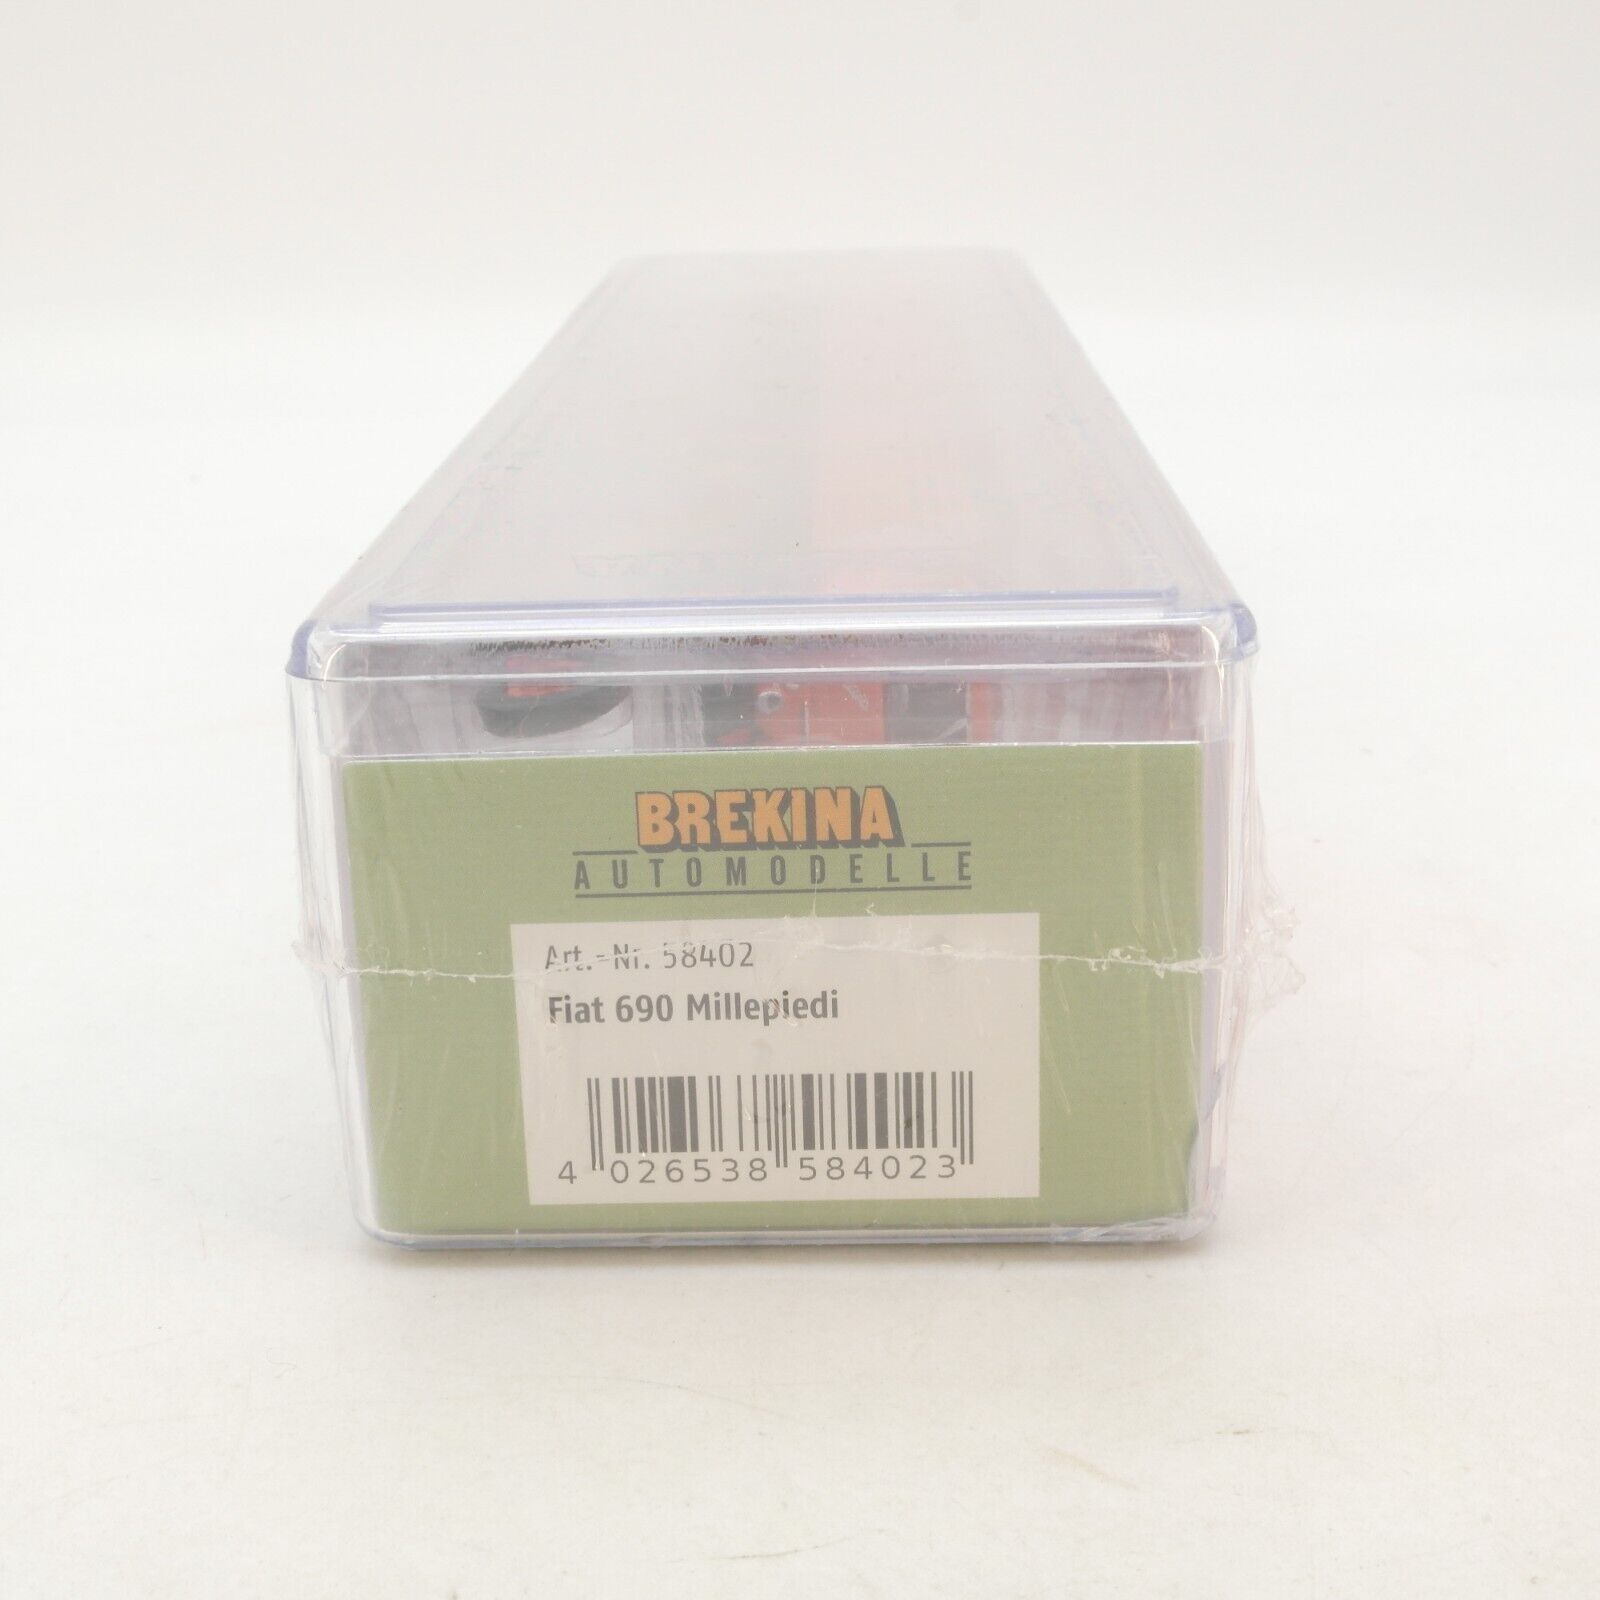 BREKINA
AUTOMODELLE
Art.-Nr. 58402
Fiat 690 Millepiedi
4 026538 584023